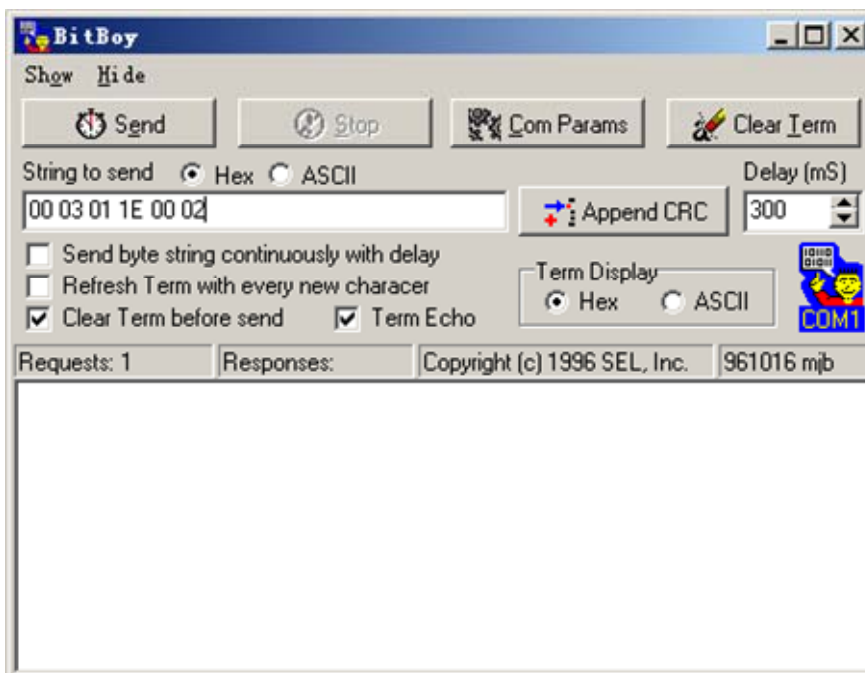 BitBoy
Show Hide
Send Stop Com Params Clear Term
String to send Hex ASCII Delay (mS)
00 03 01 1E 00 02 Append CRC 300
Send byte string continuously with delay
Refresh Term with every new characer
Clear Term before send Term Echo
Term Display
Hex ASCII
10110
01011
COM1
Requests: 1 Responses: Copyright (c) 1996 SEL, Inc. 961016 mjb